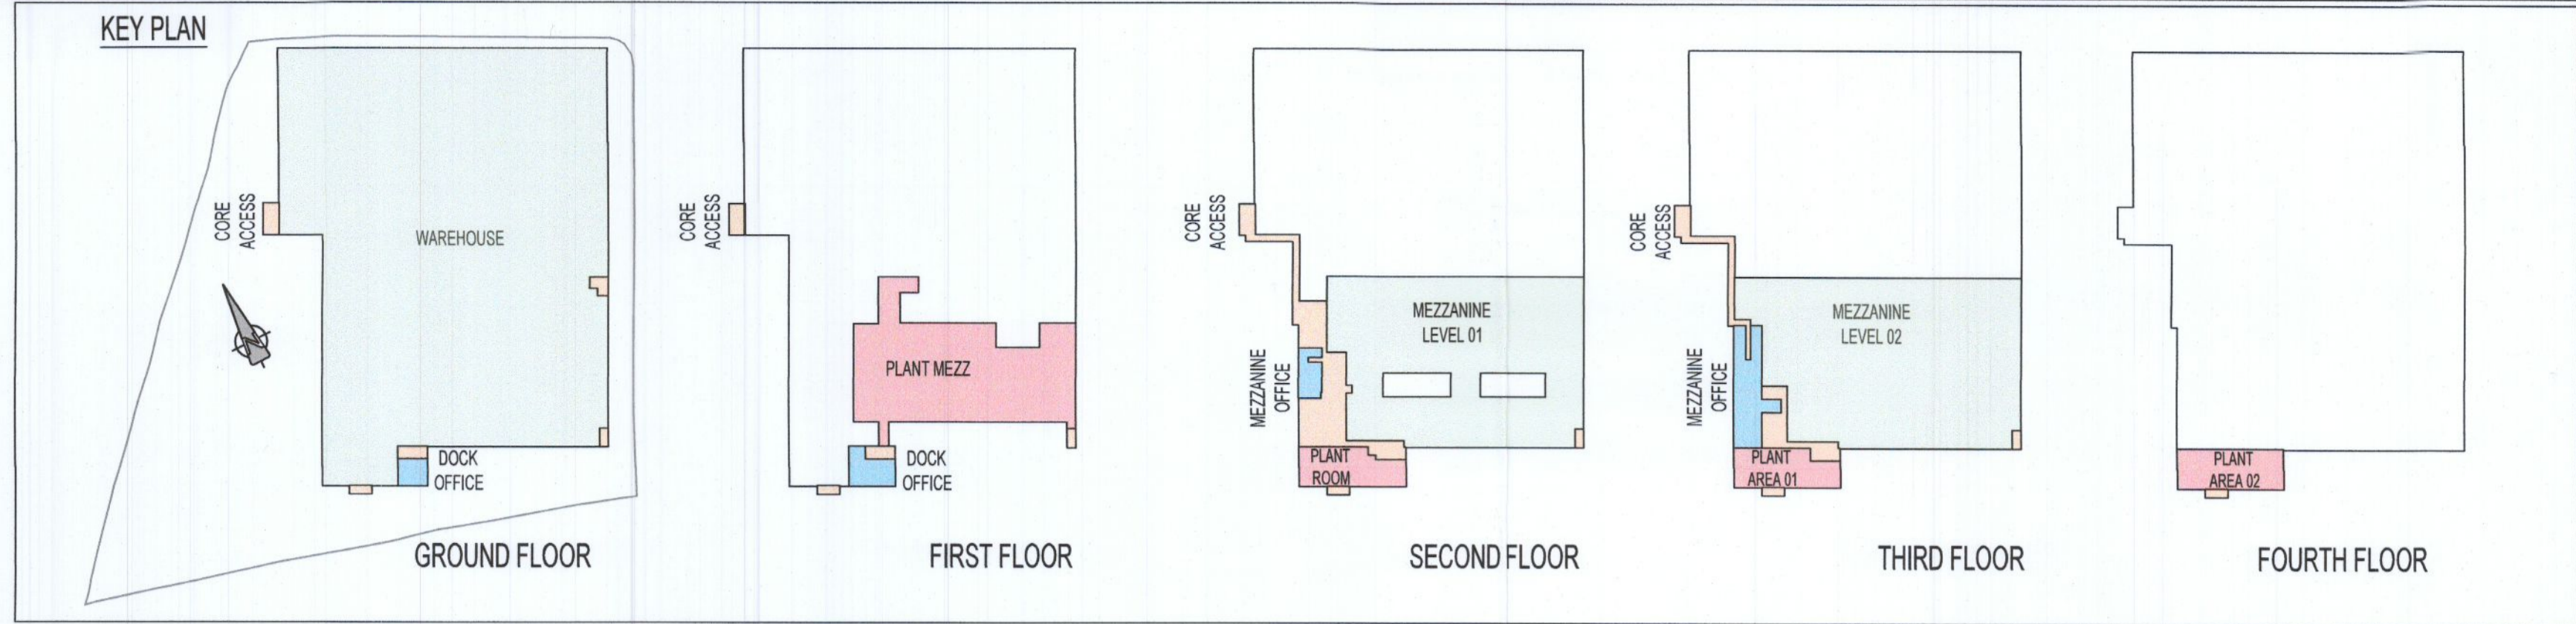 KEY PLAN
CORE
ACCESS
WAREHOUSE
DOCK
OFFICE
GROUND FLOOR
CORE
ACCESS
PLANT MEZZ
DOCK
OFFICE
FIRST FLOOR
CORE
ACCESS
MEZZANINE
LEVEL 01
MEZZANINE
OFFICE
PLANT
ROOM
SECOND FLOOR
CORE
ACCESS
MEZZANINE
LEVEL 02
MEZZANINE
OFFICE
PLANT
AREA 01
THIRD FLOOR
PLANT
AREA 02
FOURTH FLOOR